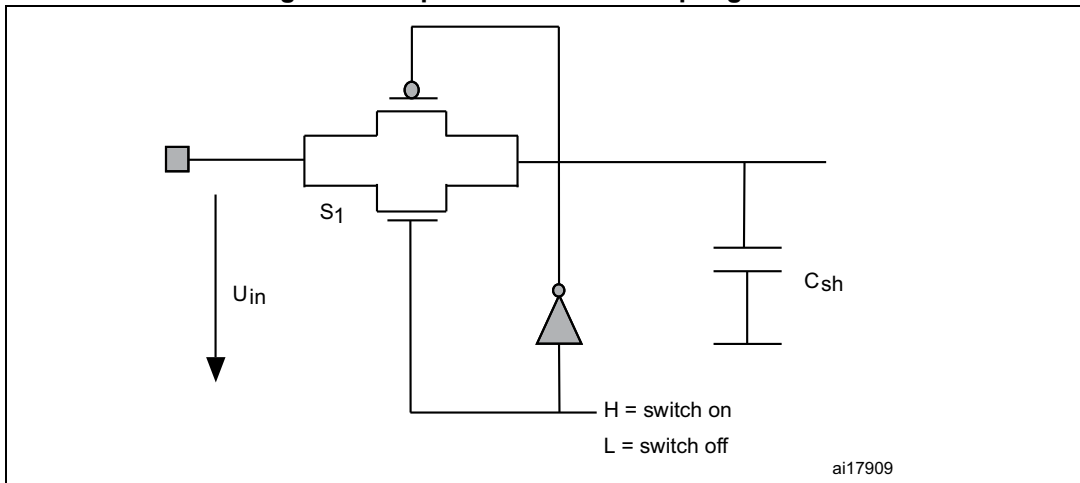 S1
Uin
Csh
H = switch on
L = switch off
ai17909